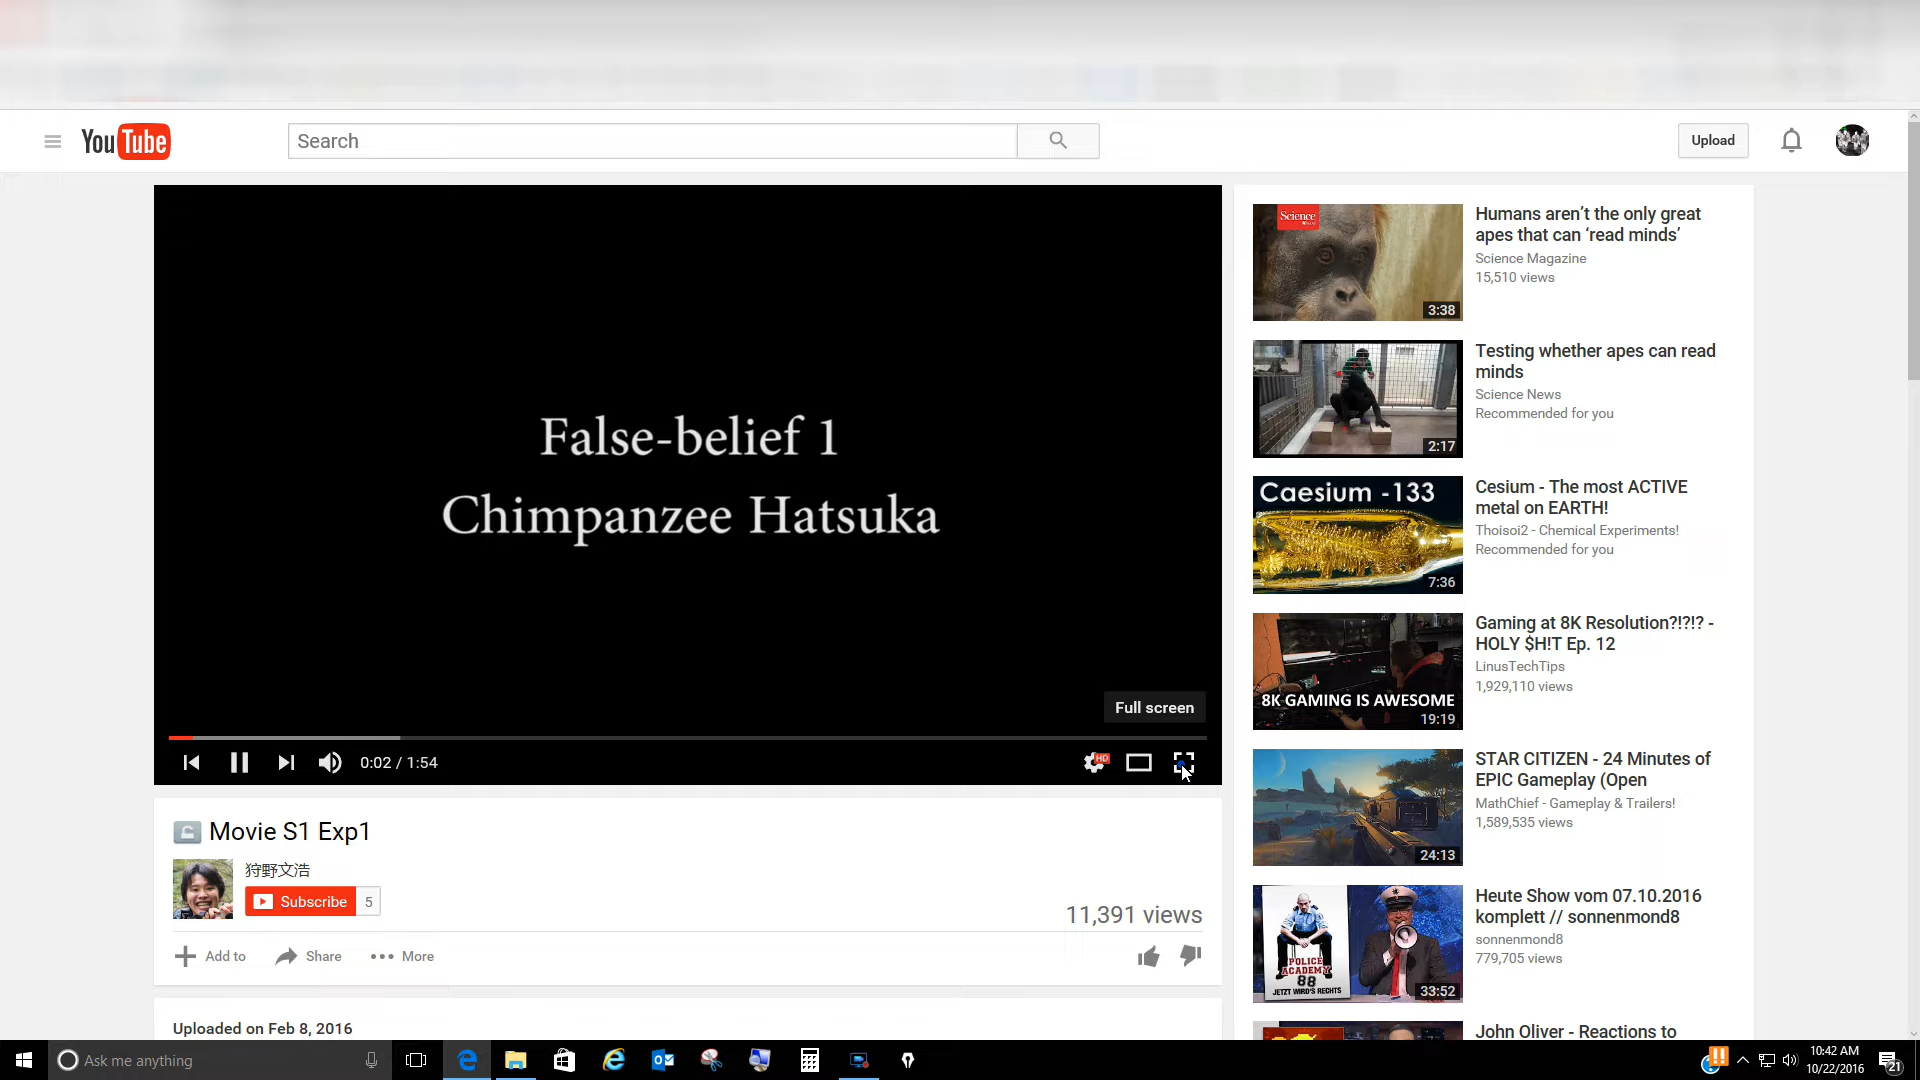 YouTube
Search
Upload
False-belief 1
Chimpanzee Hatsuka
Full screen
0:02 / 1:54
HD
Movie S1 Exp1
狩野文浩
Subscribe 5
11,391 views
Add to
Share
More
Uploaded on Feb 8, 2016
Science
3:38
Humans aren’t the only great
apes that can ‘read minds’
Science Magazine
15,510 views
2:17
Testing whether apes can read
minds
Science News
Recommended for you
Caesium -133
7:36
Cesium - The most ACTIVE
metal on EARTH!
Thoisoi2 - Chemical Experiments!
Recommended for you
8K GAMING IS AWESOME
19:19
Gaming at 8K Resolution?!?!? -
HOLY $H!T Ep. 12
LinusTechTips
1,929,110 views
24:13
STAR CITIZEN - 24 Minutes of
EPIC Gameplay (Open
MathChief - Gameplay & Trailers!
1,589,535 views
POLICE
ACADEMY
88
JETZT WIRD'S RECHTS
33:52
Heute Show vom 07.10.2016
komplett // sonnenmond8
sonnenmond8
779,705 views
John Oliver - Reactions to
Ask me anything
10:42 AM
10/22/2016
21